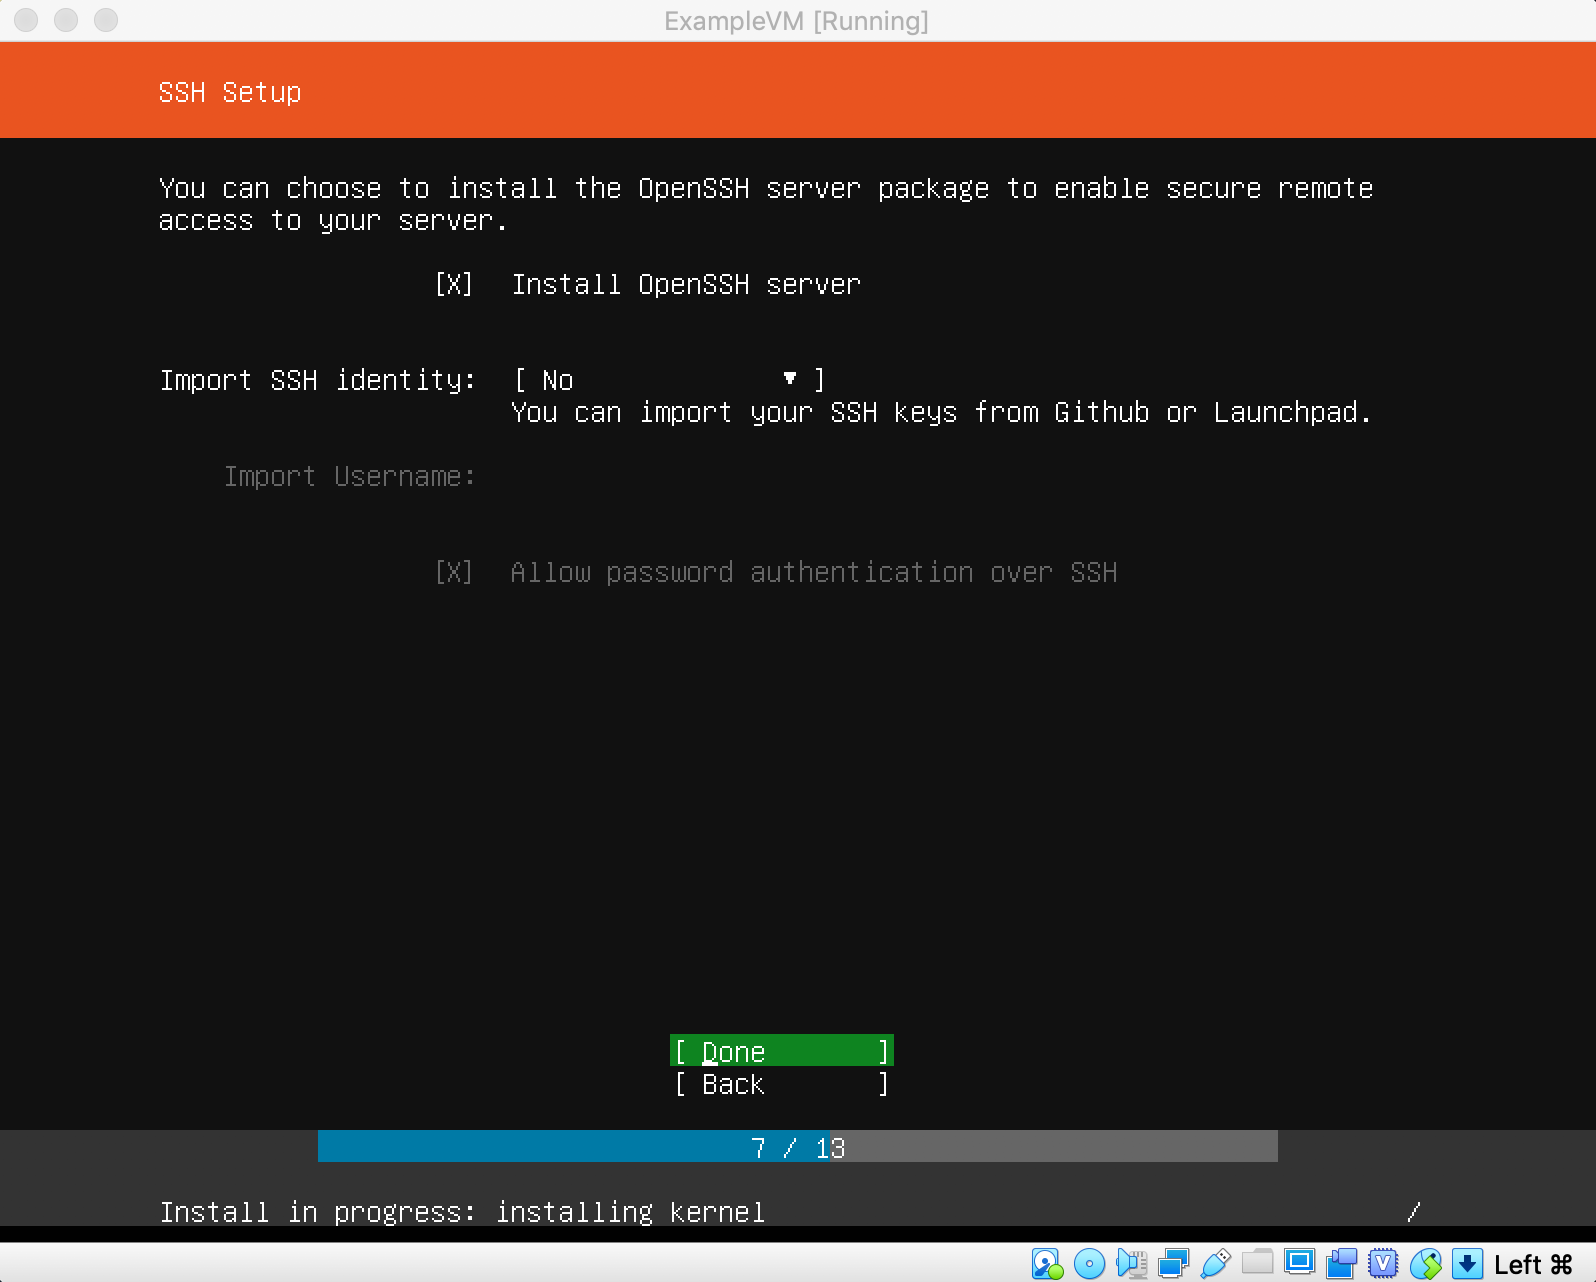 ExampleVM [Running]
SSH Setup
You can choose to install the OpenSSH server package to enable secure remote
access to your server.
[X] Install OpenSSH server
Import SSH identity: [ No ▼ ]
You can import your SSH keys from Github or Launchpad.
Import Username:
[X] Allow password authentication over SSH
[ Done ]
[ Back ]
7 / 13
Install in progress: installing kernel /
V Left ⌘